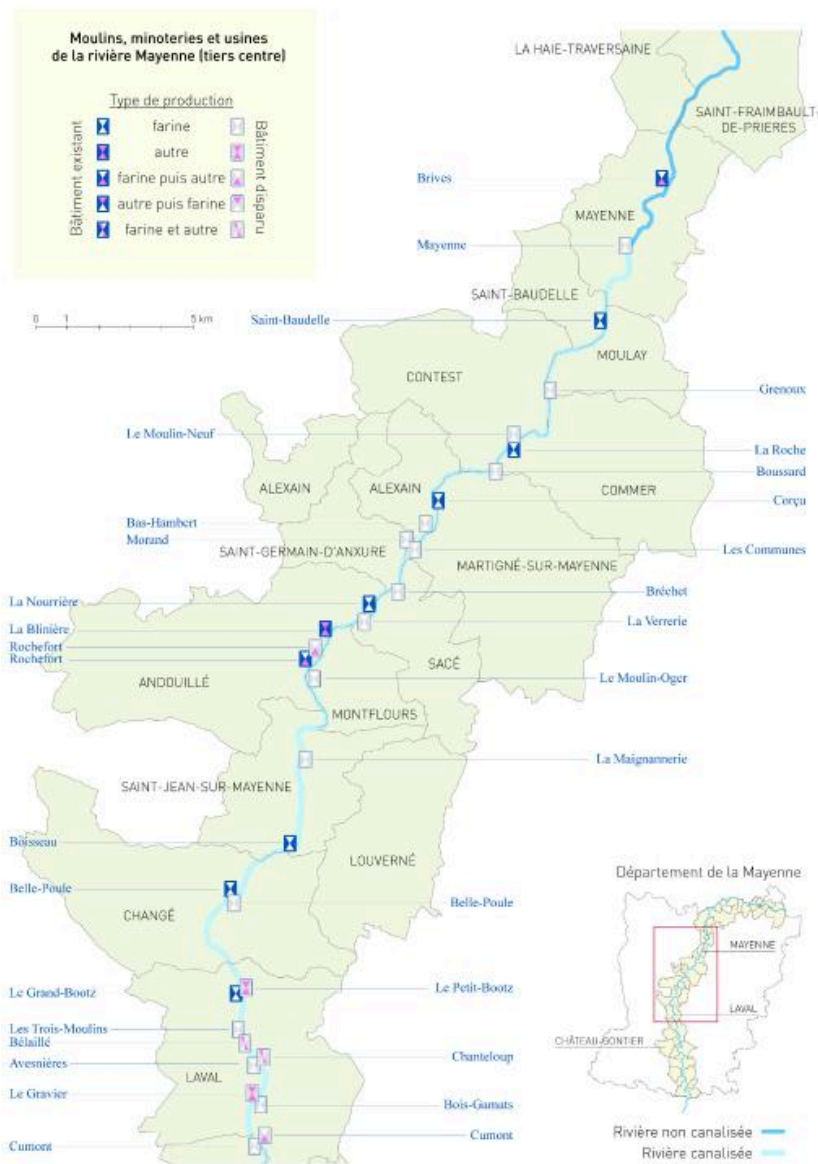 Moulins, minoteries et usines
de la rivière Mayenne (tiers centre)
Type de production
Bâtiment existant
farine
autre
farine puis autre
autre puis farine
farine et autre
Bâtiment disparu
0 1 5 km
LA HAIE-TRAVERSAINE
SAINT-FRAIMBAULT-
DE-PRIERES
Brives
MAYENNE
Mayenne
SAINT-BAUDELLE
Saint-Baudelle
MOULAY
CONTEST
Grenoux
Le Moulin-Neuf
La Roche
Boussard
ALEXAIN
ALEXAIN
COMMER
Corçu
Bas-Hambert
Morand
SAINT-GERMAIN-D'ANXURE
Les Communes
MARTIGNÉ-SUR-MAYENNE
Bréchet
La Nourrière
La Verrerie
La Blinière
Rochefort
Rochefort
SACÉ
ANDOUILLÉ
Le Moulin-Oger
MONTFLOURS
La Maignannerie
SAINT-JEAN-SUR-MAYENNE
Boisseau
LOUVERNÉ
Belle-Poule
Belle-Poule
CHANGÉ
Le Grand-Bootz
Le Petit-Bootz
Les Trois-Moulins
Bélaillé
Chanteloup
Avesnières
LAVAL
Le Gravier
Bois-Gamats
Cumont
Cumont
Département de la Mayenne
MAYENNE
LAVAL
CHÂTEAU-GONTIER
Rivière non canalisée
Rivière canalisée